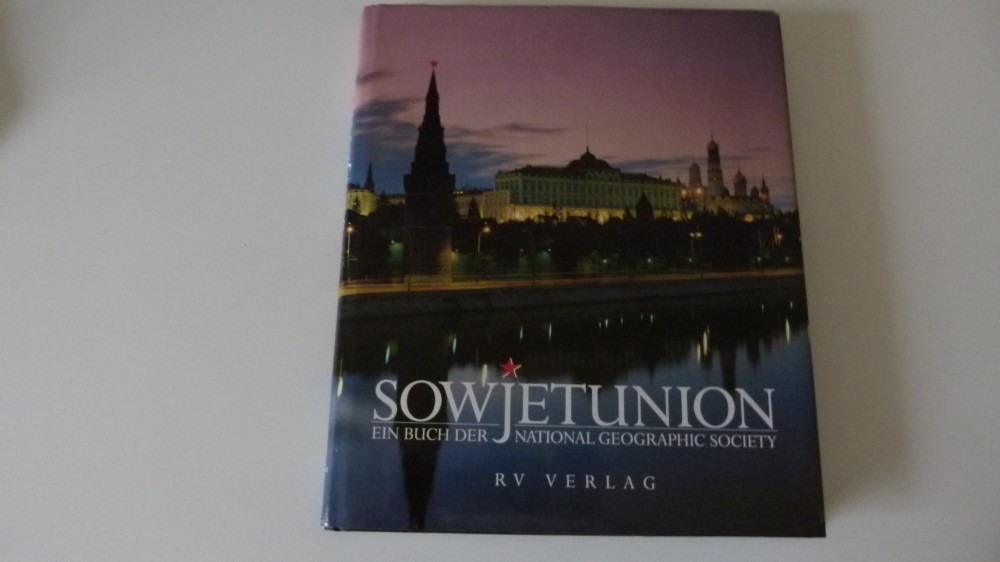 SOWJETUNION
EIN BUCH DER NATIONAL GEOGRAPHIC SOCIETY
RV VERLAG